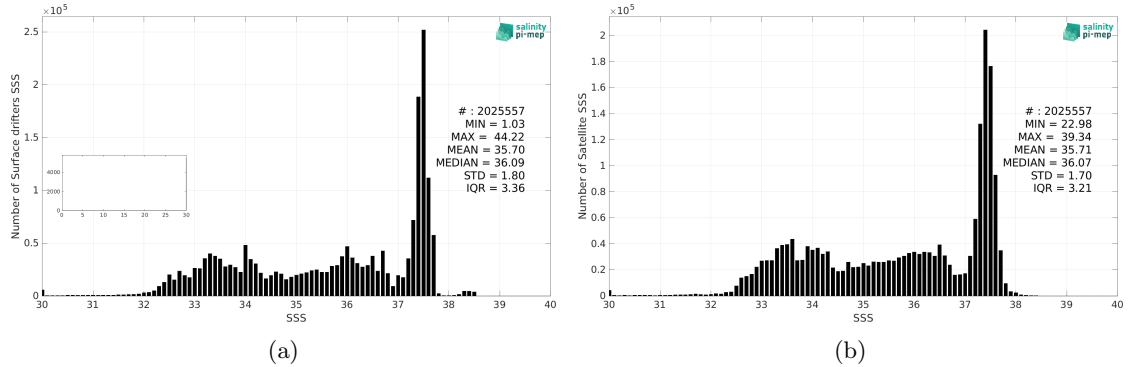 ×10⁵
2.5
2
1.5
1
0.5
0
30 31 32 33 34 35 36 37 38 39 40
SSS
Number of Surface drifters SSS
salinity
pi-mep
# : 2025557
MIN = 1.03
MAX = 44.22
MEAN = 35.70
MEDIAN = 36.09
STD = 1.80
IQR = 3.36
4000
2000
0
0 5 10 15 20 25 30
(a)
×10⁵
2
1.8
1.6
1.4
1.2
1
0.8
0.6
0.4
0.2
0
30 31 32 33 34 35 36 37 38 39 40
SSS
Number of Satellite SSS
salinity
pi-mep
# : 2025557
MIN = 22.98
MAX = 39.34
MEAN = 35.71
MEDIAN = 36.07
STD = 1.70
IQR = 3.21
(b)